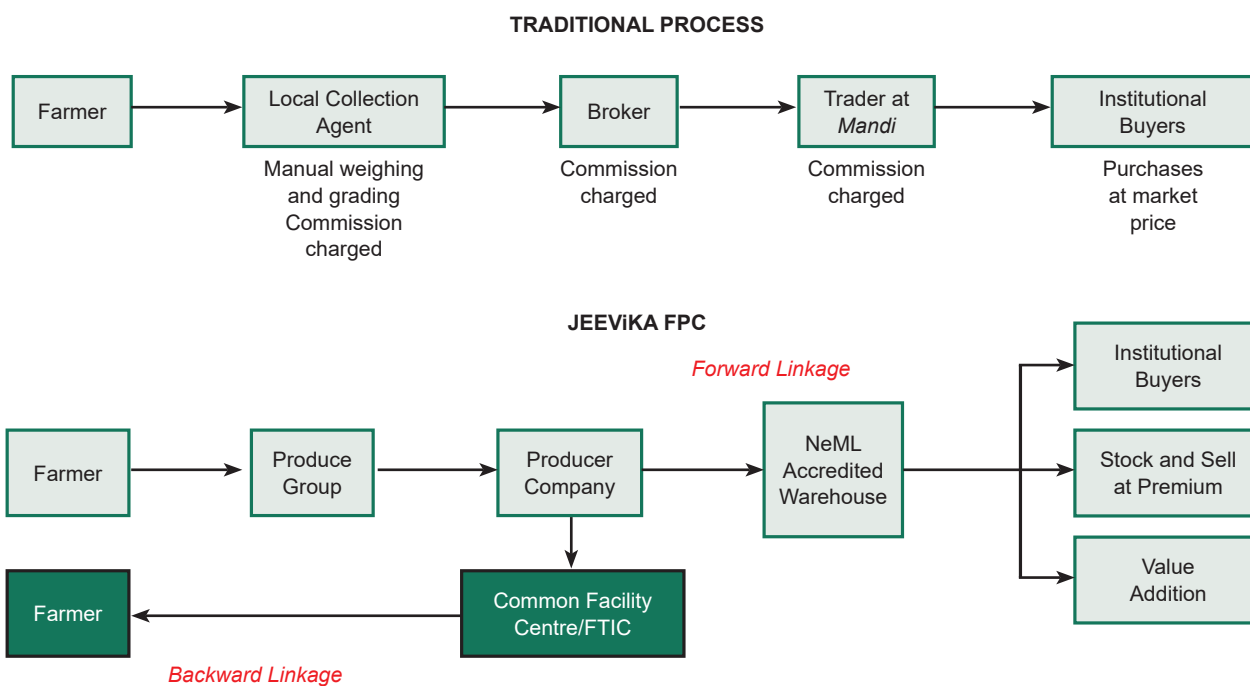 TRADITIONAL PROCESS
Farmer
Local Collection
Agent
Broker
Trader at
Mandi
Institutional
Buyers
Manual weighing
and grading
Commission
charged
Commission
charged
Commission
charged
Purchases
at market
price
JEEViKA FPC
Forward Linkage
Farmer
Produce
Group
Producer
Company
NeML
Accredited
Warehouse
Institutional
Buyers
Stock and Sell
at Premium
Value
Addition
Farmer
Common Facility
Centre/FTIC
Backward Linkage